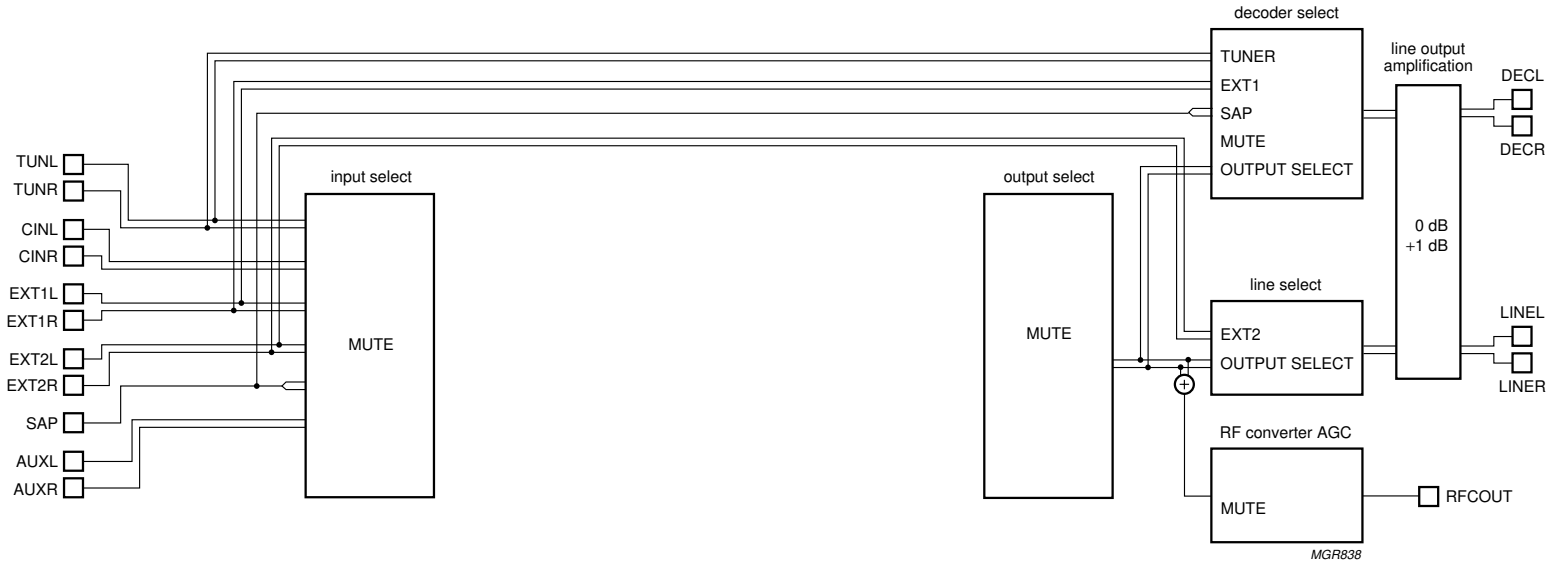 decoder select
TUNER
EXT1
SAP
MUTE
OUTPUT SELECT
line output
amplification
0 dB
+1 dB
DECL
DECR
TUNL
TUNR
CINL
CINR
EXT1L
EXT1R
EXT2L
EXT2R
SAP
AUXL
AUXR
input select
MUTE
output select
MUTE
line select
EXT2
OUTPUT SELECT
LINEL
LINER
+
RF converter AGC
MUTE
RFCOUT
MGR838